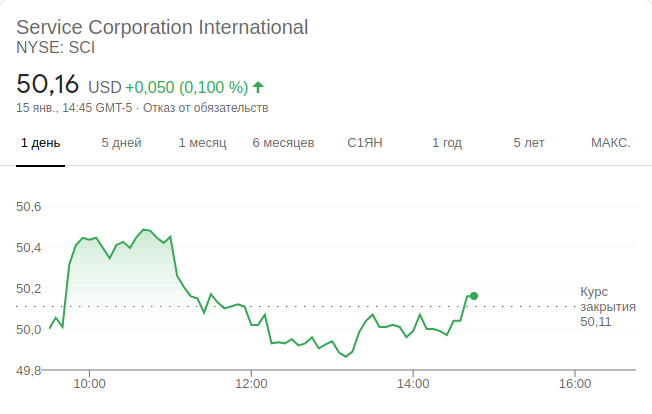 Service Corporation International
NYSE: SCI
50,16 USD +0,050 (0,100 %)
15 янв., 14:45 GMT-5 · Отказ от обязательств
1 день 5 дней 1 месяц 6 месяцев С1ЯН 1 год 5 лет МАКС.
50,6
50,4
50,2
50,0
49,8
Курс
закрытия
50,11
10:00 12:00 14:00 16:00